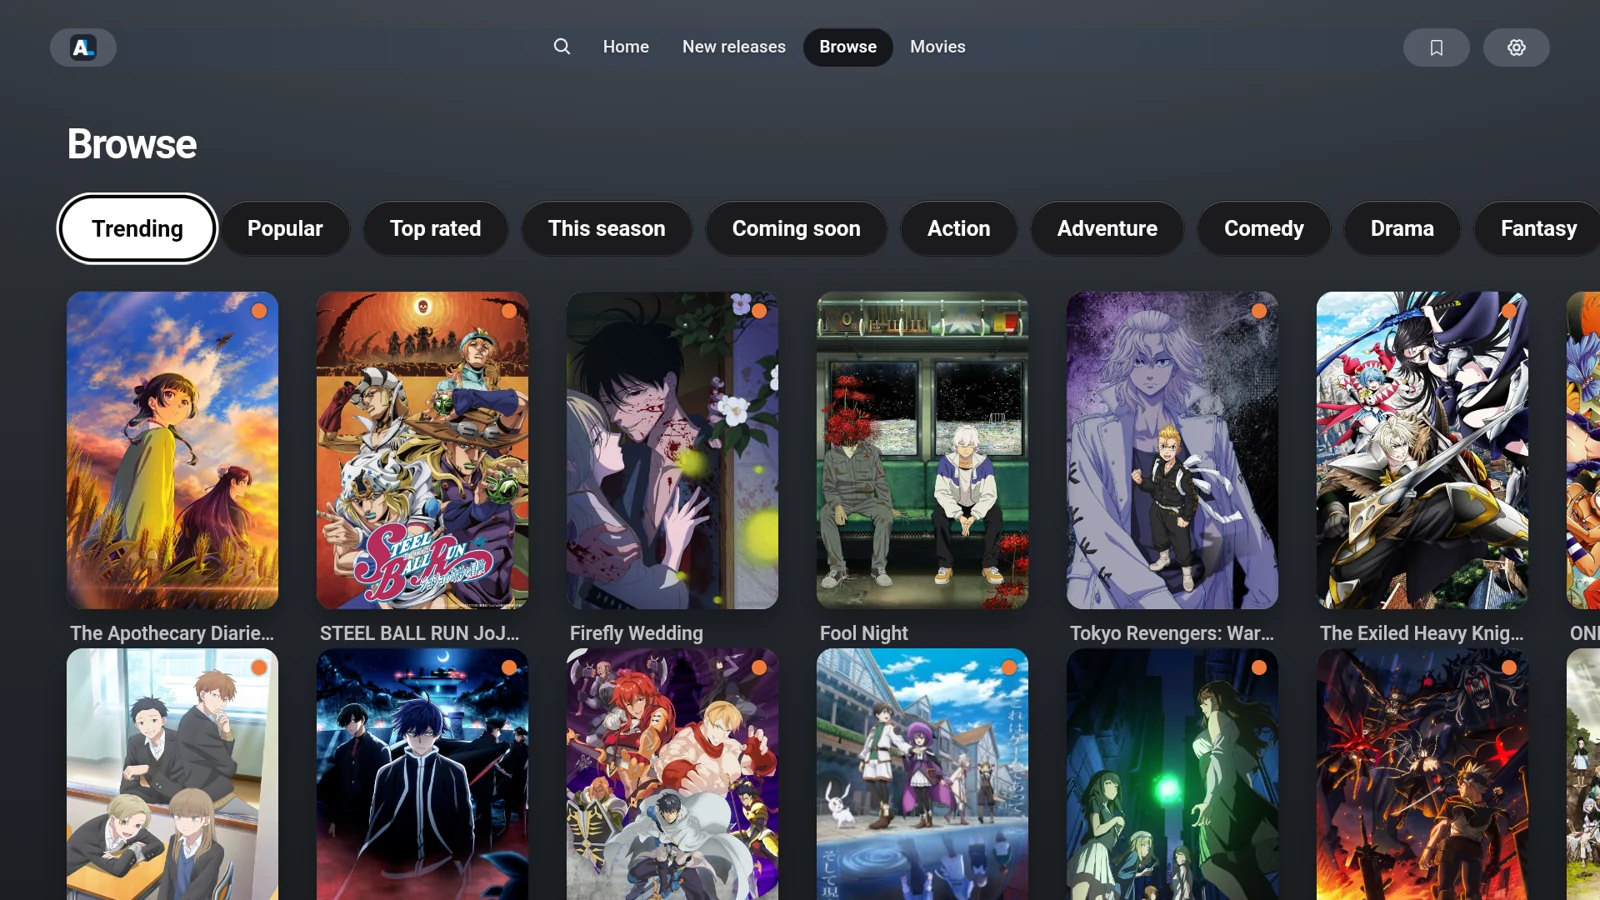 AL
Home
New releases
Browse
Movies
Browse
Trending
Popular
Top rated
This season
Coming soon
Action
Adventure
Comedy
Drama
Fantasy
STEEL
BALL RUN
The Apothecary Diarie...
STEEL BALL RUN JoJ...
Firefly Wedding
Fool Night
Tokyo Revengers: War...
The Exiled Heavy Knig...